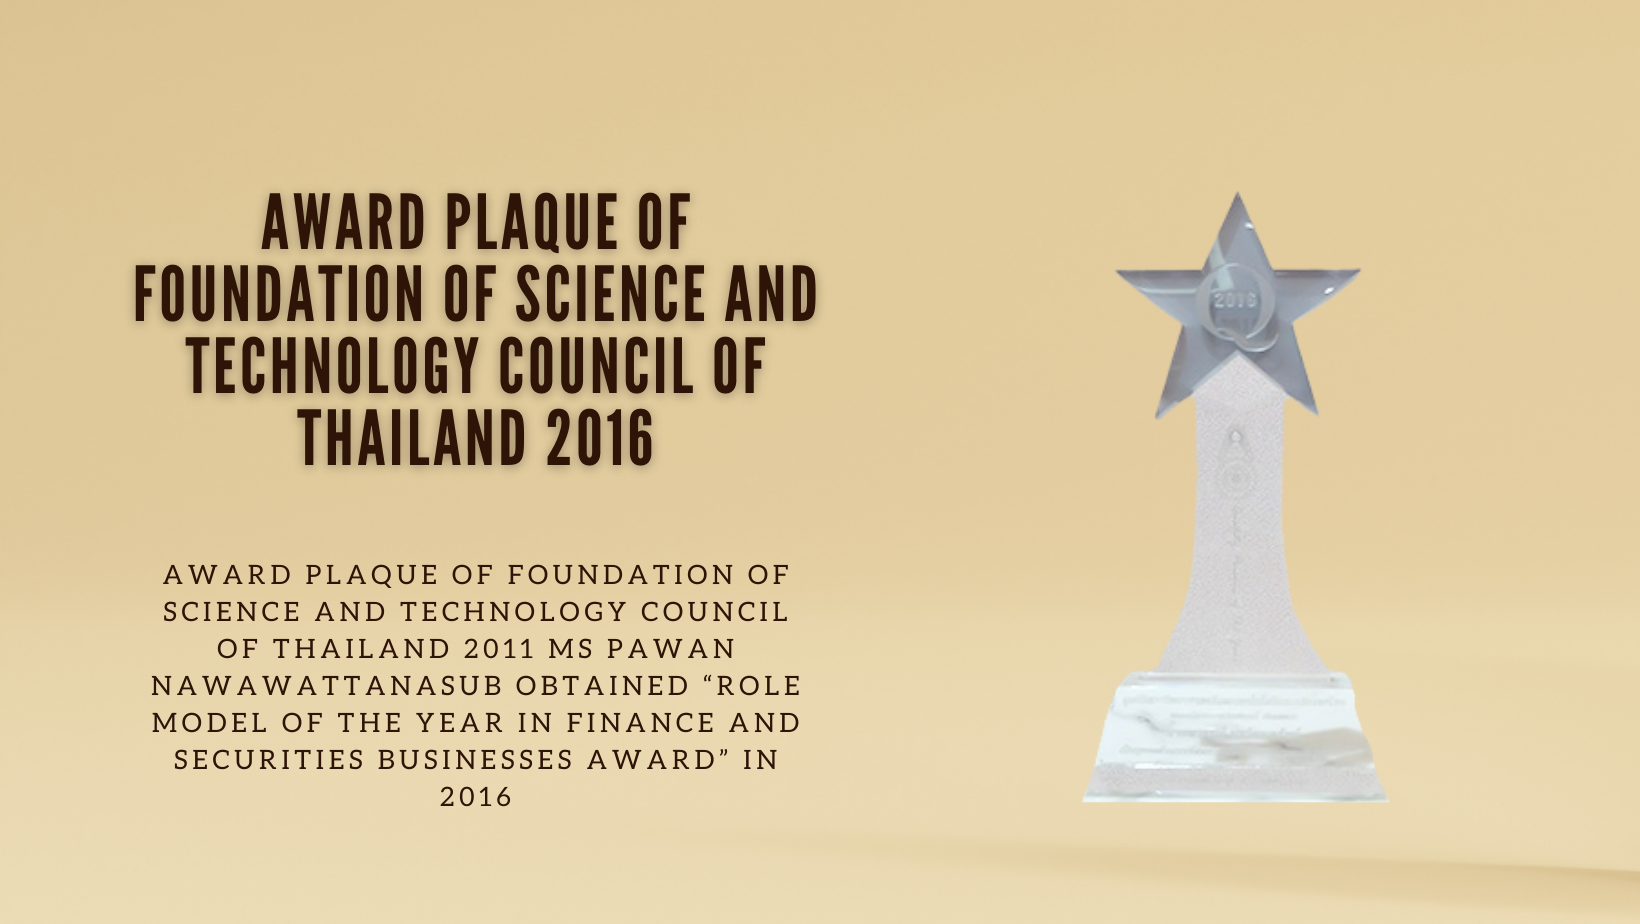 AWARD PLAQUE OF
FOUNDATION OF SCIENCE AND
TECHNOLOGY COUNCIL OF
THAILAND 2016
AWARD PLAQUE OF FOUNDATION OF
SCIENCE AND TECHNOLOGY COUNCIL
OF THAILAND 2011 MS PAWAN
NAWAWATTANASUB OBTAINED “ROLE
MODEL OF THE YEAR IN FINANCE AND
SECURITIES BUSINESSES AWARD” IN
2016
Q
2016